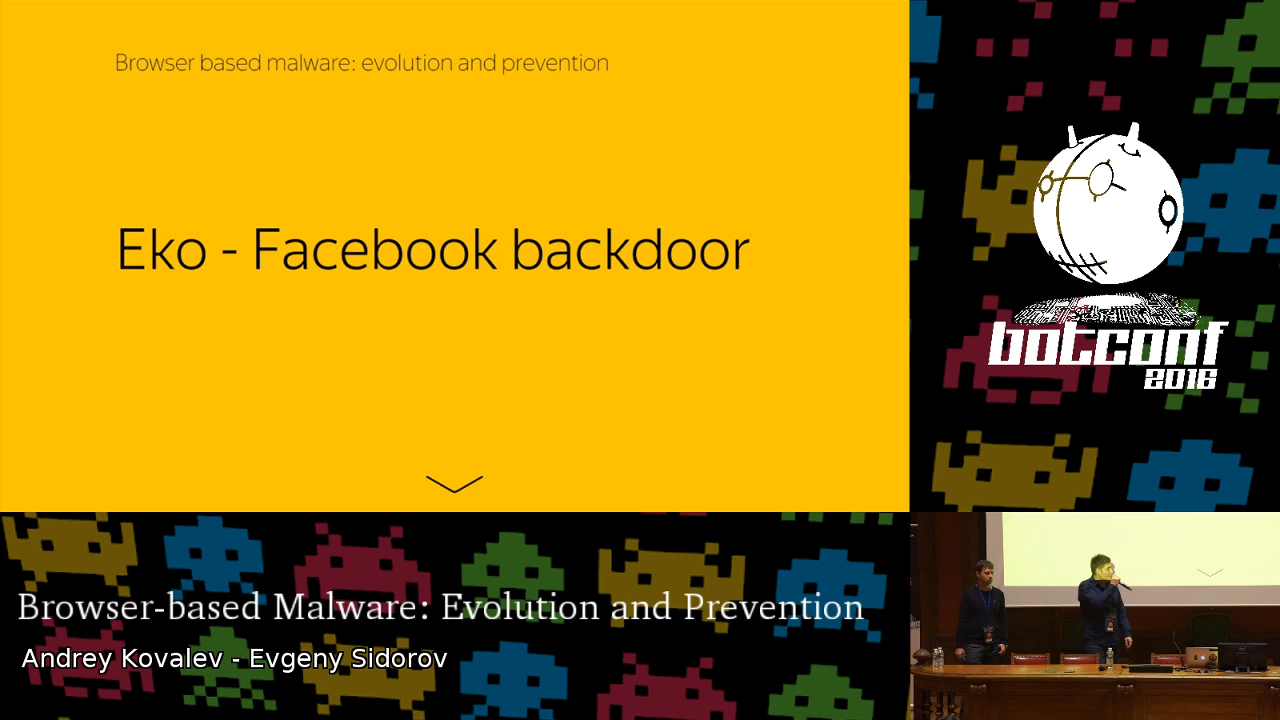 Browser based malware: evolution and prevention
Eko - Facebook backdoor
botconf
2016
Browser-based Malware: Evolution and Prevention
Andrey Kovalev - Evgeny Sidorov